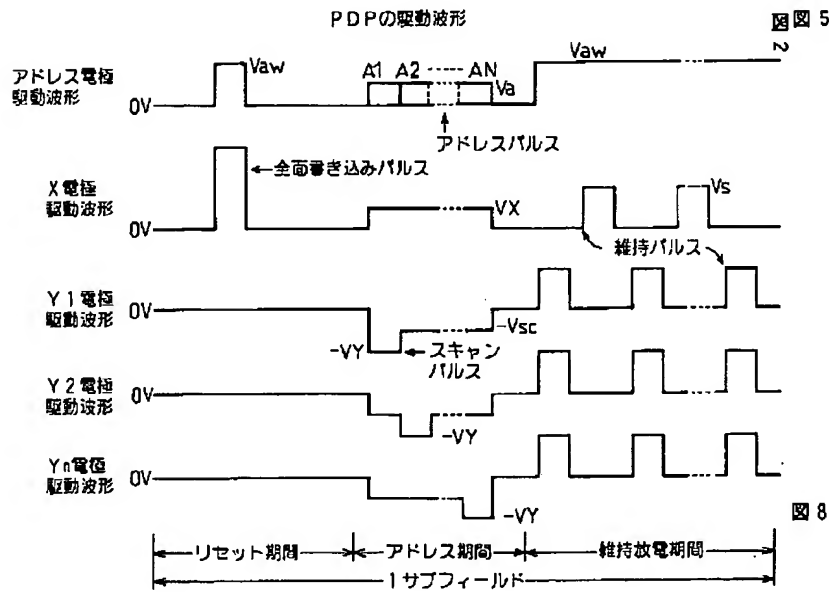 PDPの駆動波形
図 図 5
2
アドレス電極
駆動波形
0V
Vaw
A1 A2 AN
Va
Vaw
アドレスパルス
X電極
駆動波形
0V
全面書き込みパルス
VX
Vs
維持パルス
Y1電極
駆動波形
0V
-VY
-Vsc
スキャン
パルス
Y2電極
駆動波形
0V
-VY
Yn電極
駆動波形
0V
-VY
図 8
リセット期間
アドレス期間
維持放電期間
1サブフィールド